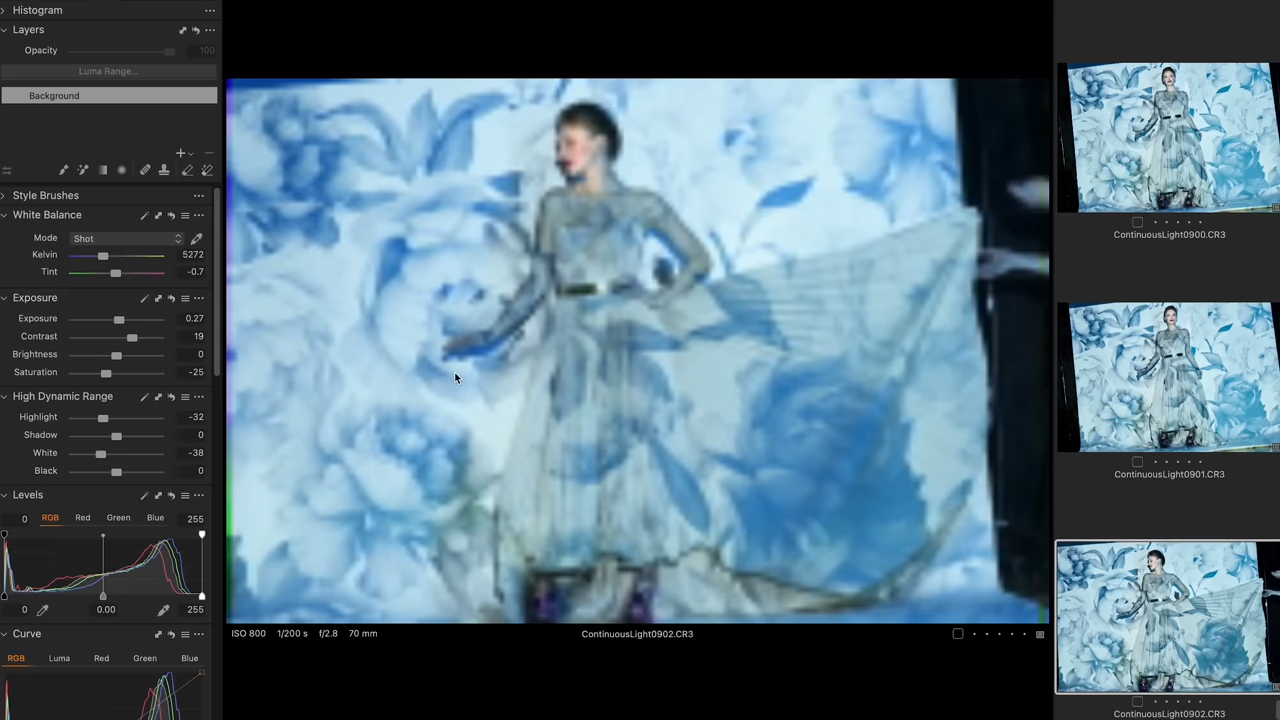 Histogram
Layers
Opacity 100
Luma Range...
Background
Style Brushes
White Balance
Mode Shot
Kelvin 5272
Tint -0.7
Exposure
Exposure 0.27
Contrast 19
Brightness 0
Saturation -25
High Dynamic Range
Highlight -32
Shadow 0
White -38
Black 0
Levels
0 RGB Red Green Blue 255
0 0.00 255
Curve
RGB Luma Red Green Blue
ISO 800 1/200 s f/2.8 70 mm ContinuousLight0902.CR3
ContinuousLight0900.CR3
ContinuousLight0901.CR3
ContinuousLight0902.CR3